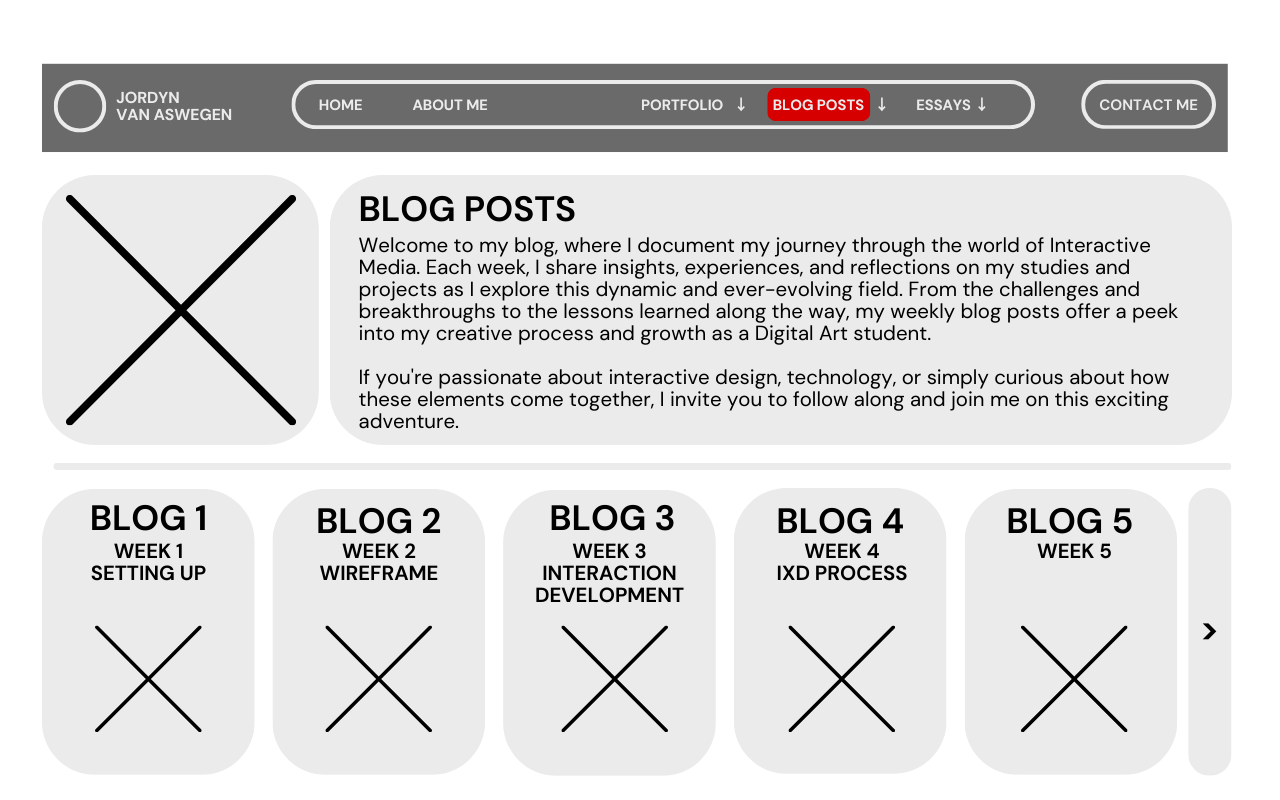 JORDYN
VAN ASWEGEN
HOME
ABOUT ME
PORTFOLIO ↓
BLOG POSTS ↓
ESSAYS ↓
CONTACT ME
BLOG POSTS
Welcome to my blog, where I document my journey through the world of Interactive
Media. Each week, I share insights, experiences, and reflections on my studies and
projects as I explore this dynamic and ever-evolving field. From the challenges and
breakthroughs to the lessons learned along the way, my weekly blog posts offer a peek
into my creative process and growth as a Digital Art student.
If you're passionate about interactive design, technology, or simply curious about how
these elements come together, I invite you to follow along and join me on this exciting
adventure.
BLOG 1
WEEK 1
SETTING UP
BLOG 2
WEEK 2
WIREFRAME
BLOG 3
WEEK 3
INTERACTION
DEVELOPMENT
BLOG 4
WEEK 4
IXD PROCESS
BLOG 5
WEEK 5
›